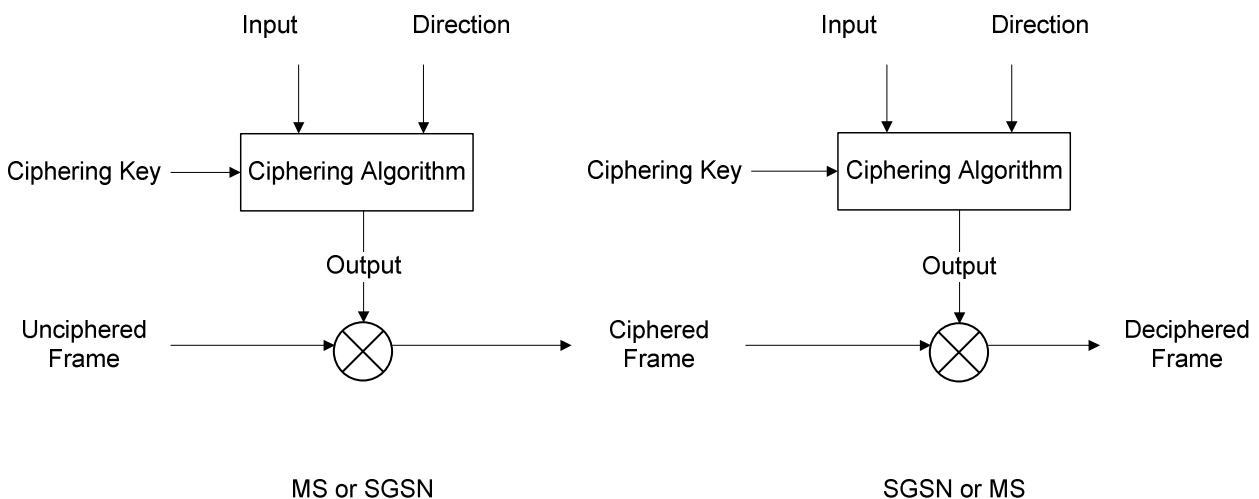 Input
Direction
Input
Direction
Ciphering Key
Ciphering Algorithm
Ciphering Key
Ciphering Algorithm
Output
Output
Unciphered
Frame
Ciphered
Frame
Deciphered
Frame
MS or SGSN
SGSN or MS